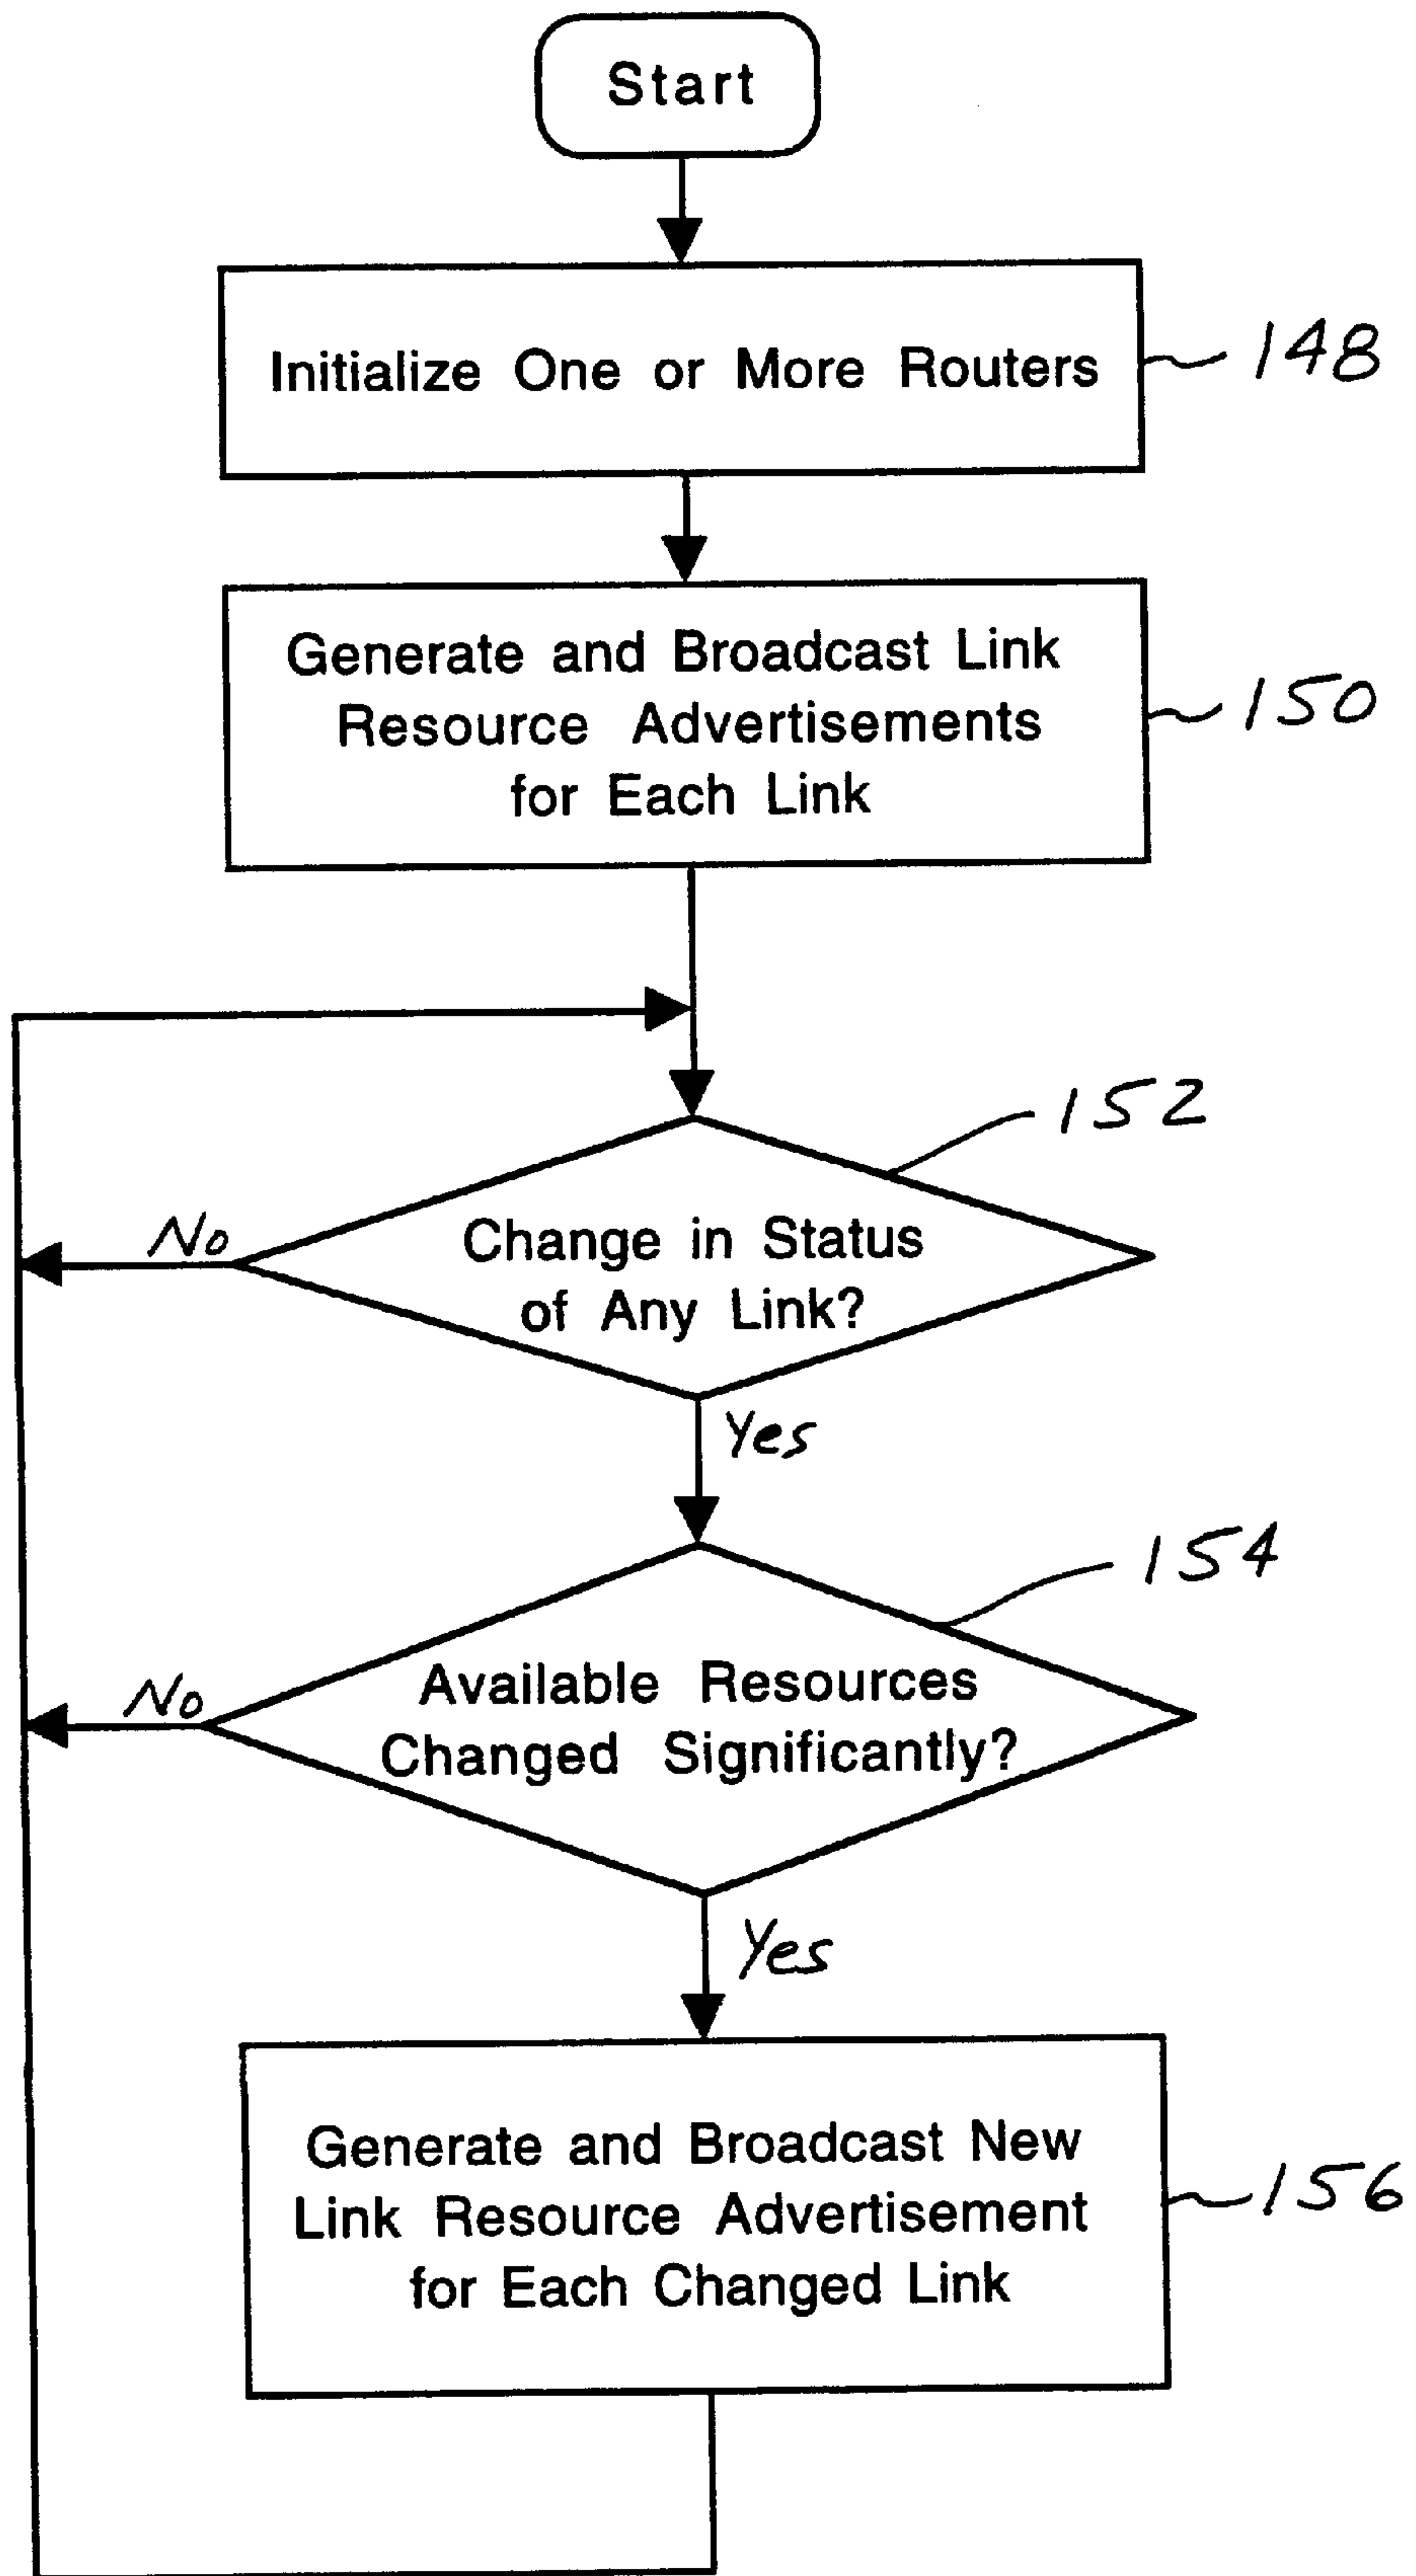 Start
Initialize One or More Routers
148
Generate and Broadcast Link
Resource Advertisements
for Each Link
150
152
Change in Status
of Any Link?
No
Yes
154
Available Resources
Changed Significantly?
No
Yes
Generate and Broadcast New
Link Resource Advertisement
for Each Changed Link
156